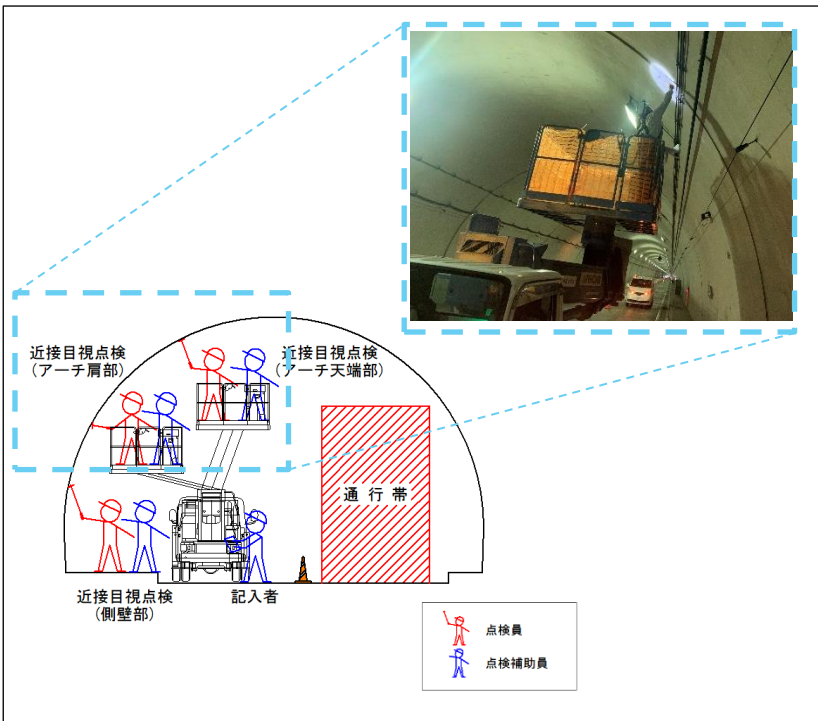 近接目視点検
(アーチ肩部)
近接目視点検
(アーチ天端部)
通行帯
近接目視点検
(側壁部)
記入者
点検員
点検補助員